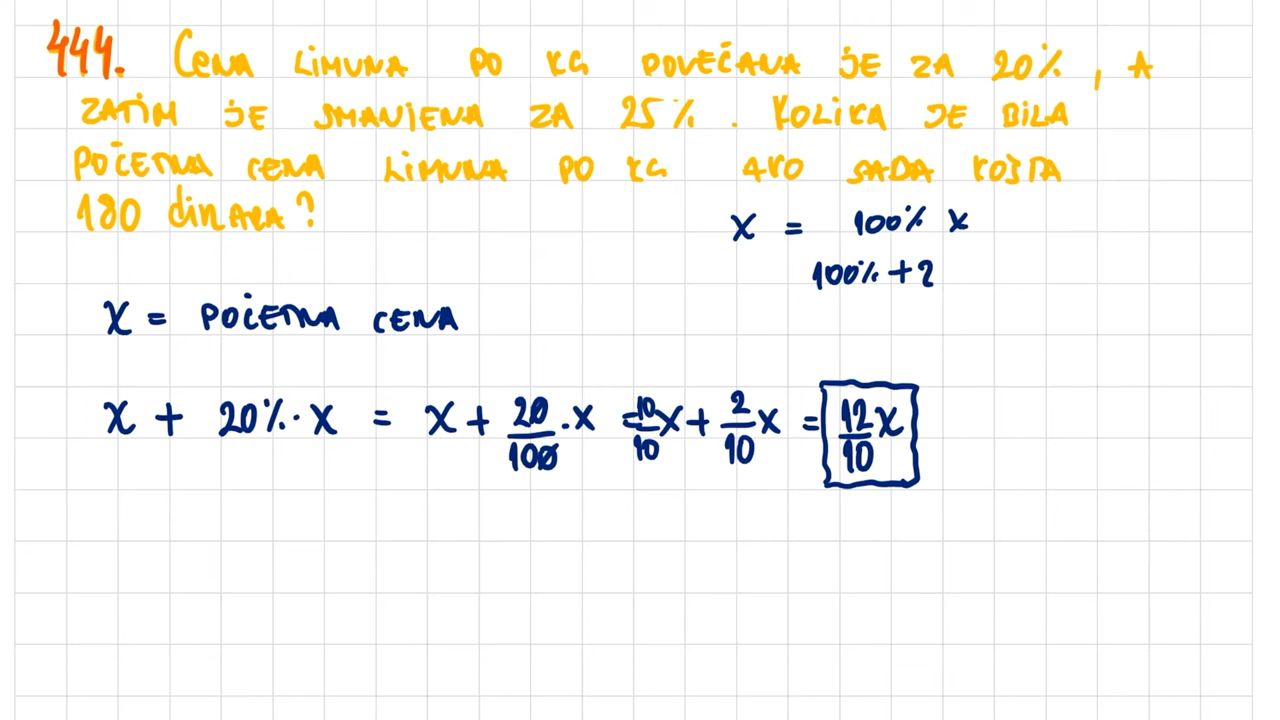 444. Cena limuna po kg povećana je za 20%, a
zatim je smanjena za 25%. Kolika je bila
početna cena limuna po kg ako sada košta
180 dinara?
x = 100% x
100% + 2
x = početna cena
x + 20% · x = x + 20/100 · x = 10/10 x + 2/10 x = 12/10 x